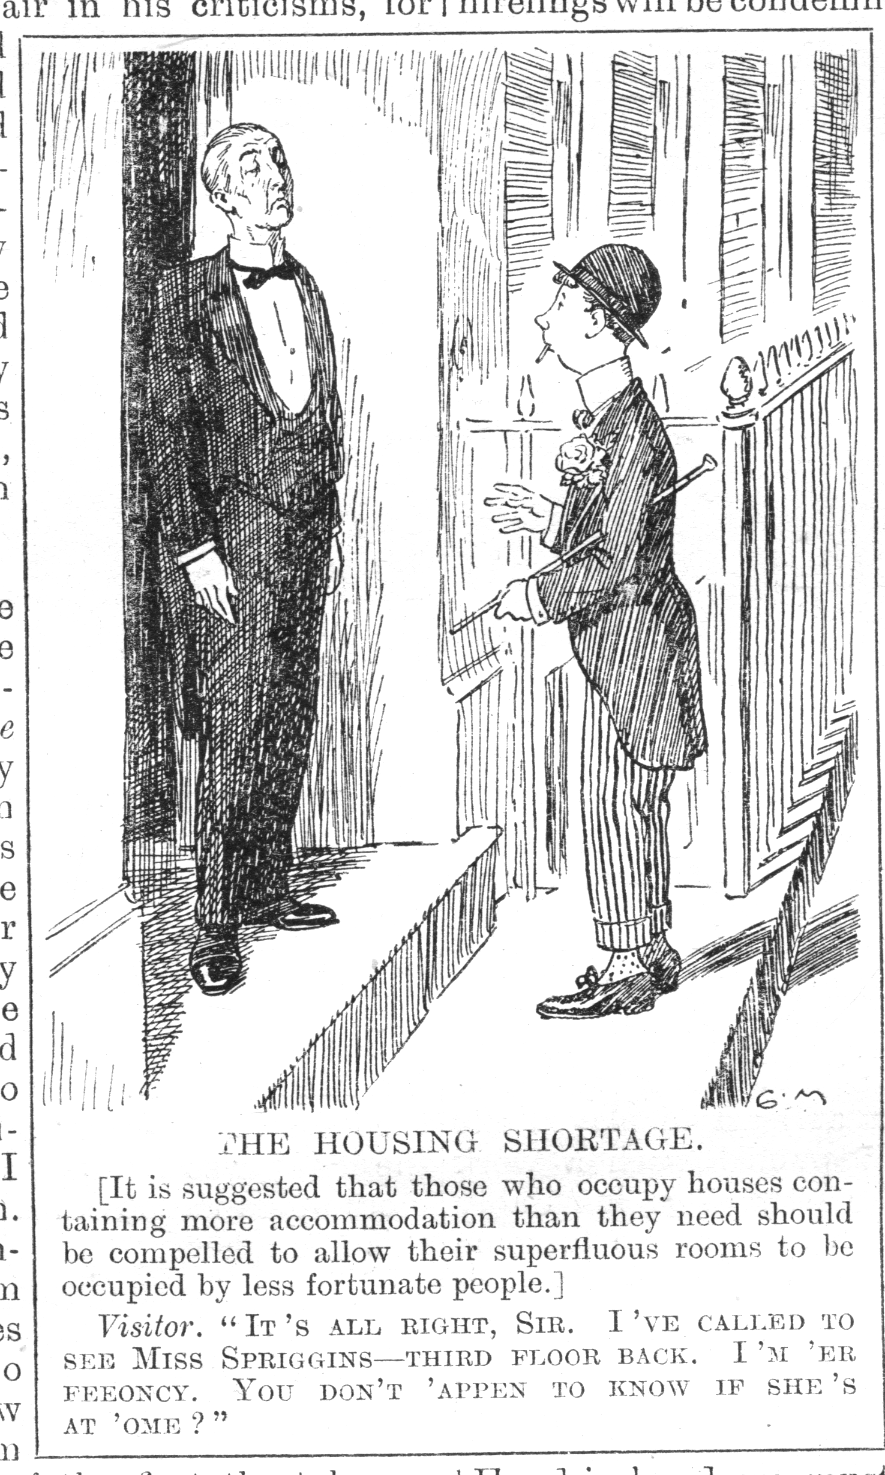 air in his criticisms, for
hirelings will be condemn
G. M
THE HOUSING SHORTAGE.
[It is suggested that those who occupy houses con-
taining more accommodation than they need should
be compelled to allow their superfluous rooms to be
occupied by less fortunate people.]
Visitor. "IT'S ALL RIGHT, SIR. I'VE CALLED TO
SEE MISS SPRIGGINS—THIRD FLOOR BACK. I'M 'ER
FEEONCY. YOU DON'T 'APPEN TO KNOW IF SHE'S
AT 'OME?"